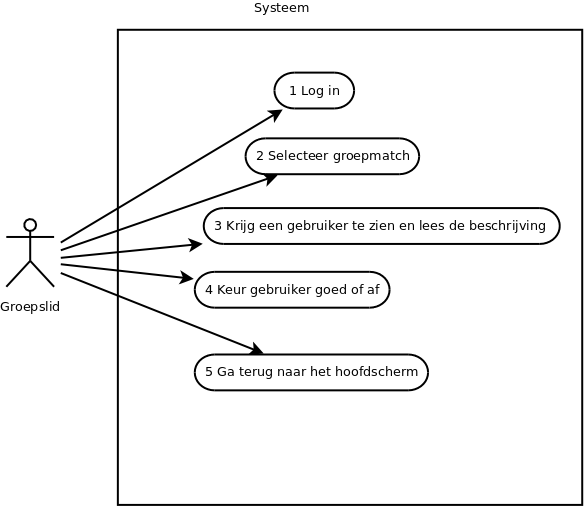 Systeem
1 Log in
2 Selecteer groepmatch
3 Krijg een gebruiker te zien en lees de beschrijving
4 Keur gebruiker goed of af
Groepslid
5 Ga terug naar het hoofdscherm